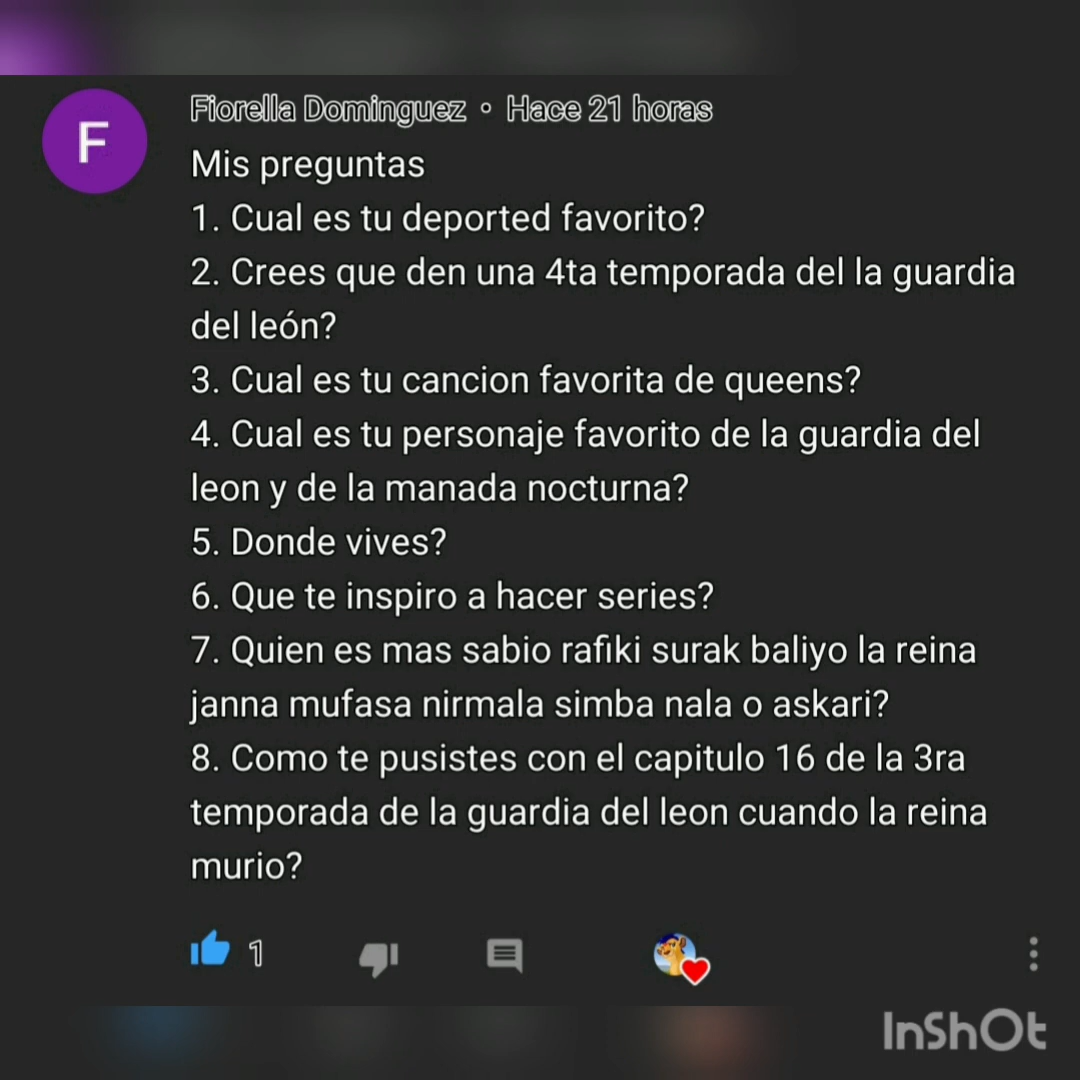 F
Fiorella Dominguez • Hace 21 horas
Mis preguntas
1. Cual es tu deported favorito?
2. Crees que den una 4ta temporada del la guardia
del león?
3. Cual es tu cancion favorita de queens?
4. Cual es tu personaje favorito de la guardia del
leon y de la manada nocturna?
5. Donde vives?
6. Que te inspiro a hacer series?
7. Quien es mas sabio rafiki surak baliyo la reina
janna mufasa nirmala simba nala o askari?
8. Como te pusistes con el capitulo 16 de la 3ra
temporada de la guardia del leon cuando la reina
murio?
1
InShOt